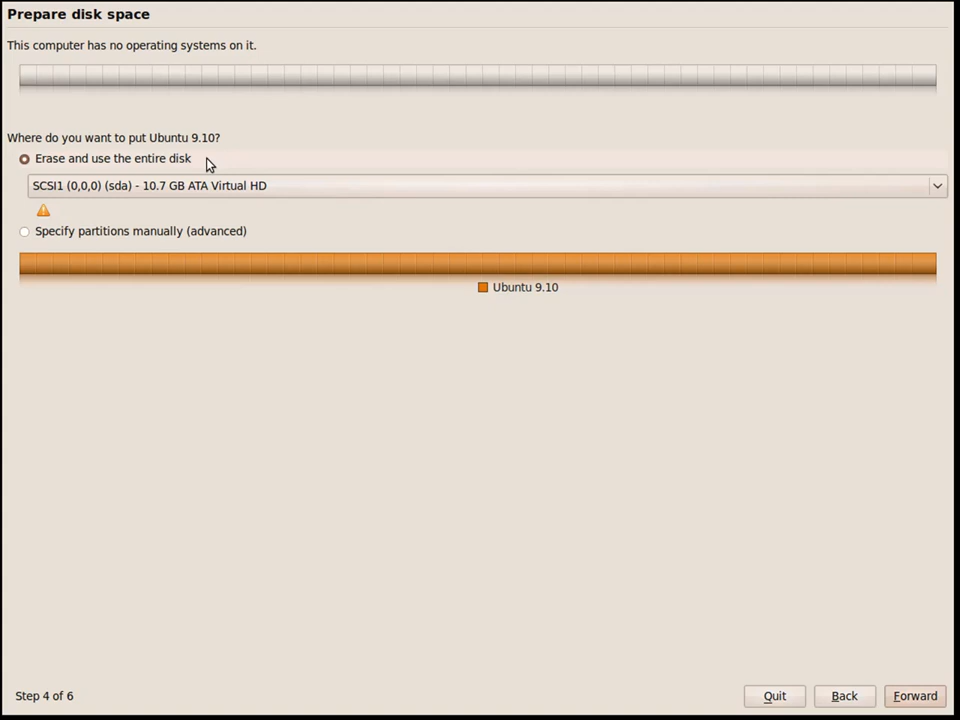 Prepare disk space
This computer has no operating systems on it.
Where do you want to put Ubuntu 9.10?
Erase and use the entire disk
SCSI1 (0,0,0) (sda) - 10.7 GB ATA Virtual HD
Specify partitions manually (advanced)
Ubuntu 9.10
Step 4 of 6
Quit
Back
Forward